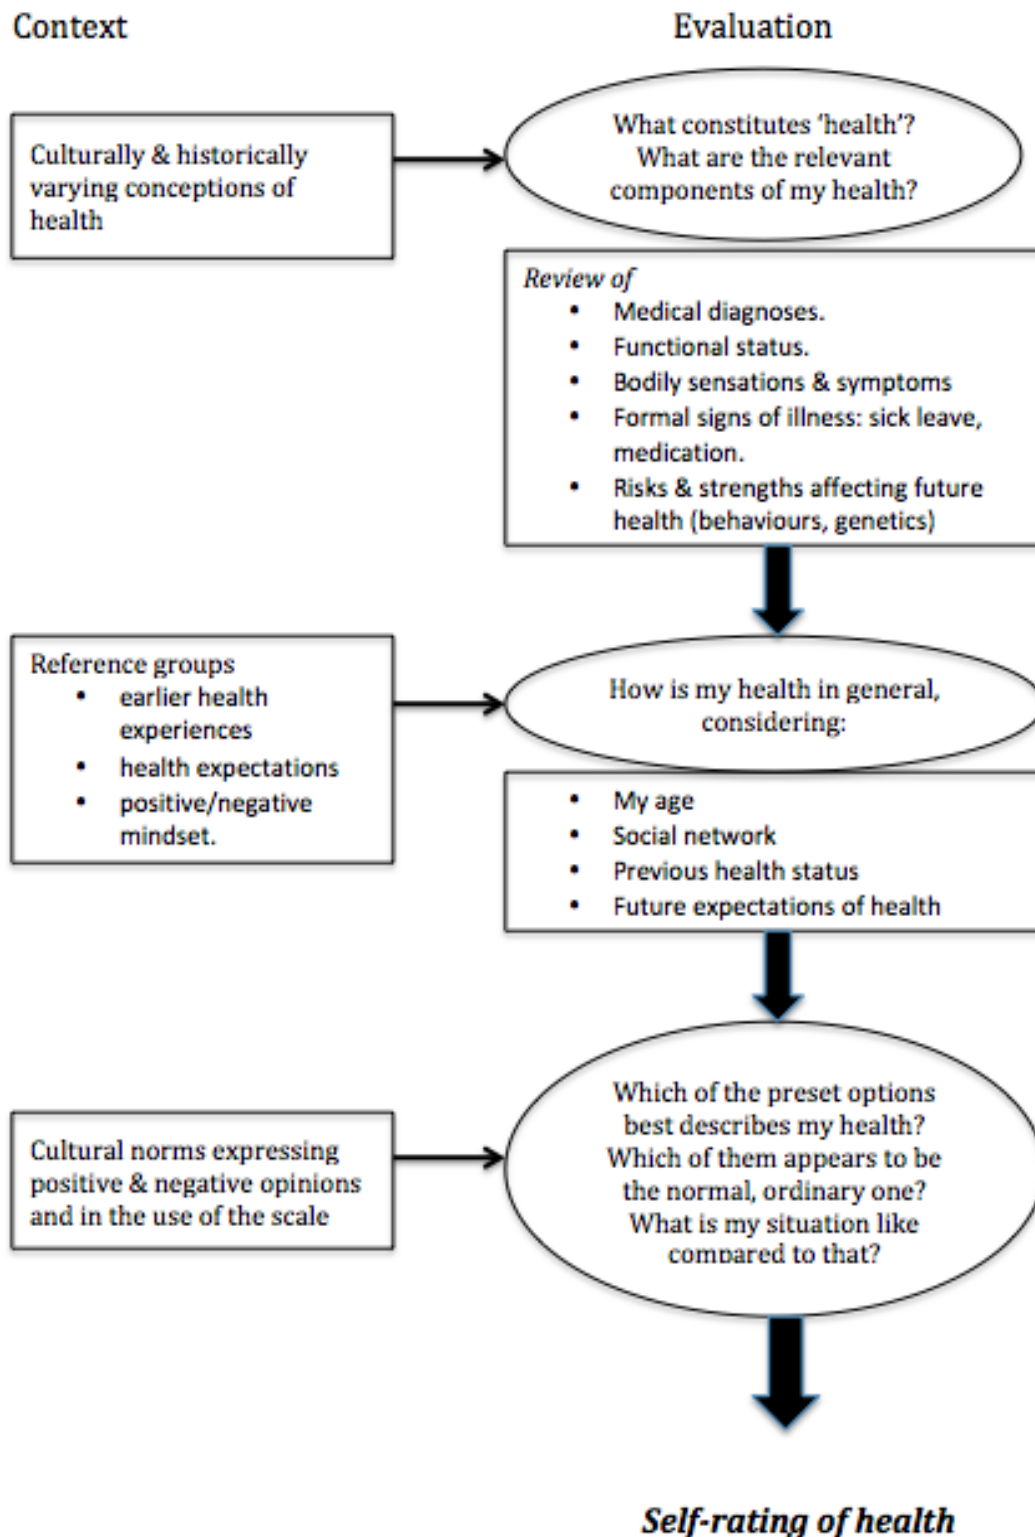 Context
Evaluation
Culturally & historically
varying conceptions of
health
What constitutes ‘health’?
What are the relevant
components of my health?
Review of
• Medical diagnoses.
• Functional status.
• Bodily sensations & symptoms
• Formal signs of illness: sick leave,
medication.
• Risks & strengths affecting future
health (behaviours, genetics)
Reference groups
• earlier health
experiences
• health expectations
• positive/negative
mindset.
How is my health in general,
considering:
• My age
• Social network
• Previous health status
• Future expectations of health
Cultural norms expressing
positive & negative opinions
and in the use of the scale
Which of the preset options
best describes my health?
Which of them appears to be
the normal, ordinary one?
What is my situation like
compared to that?
Self-rating of health